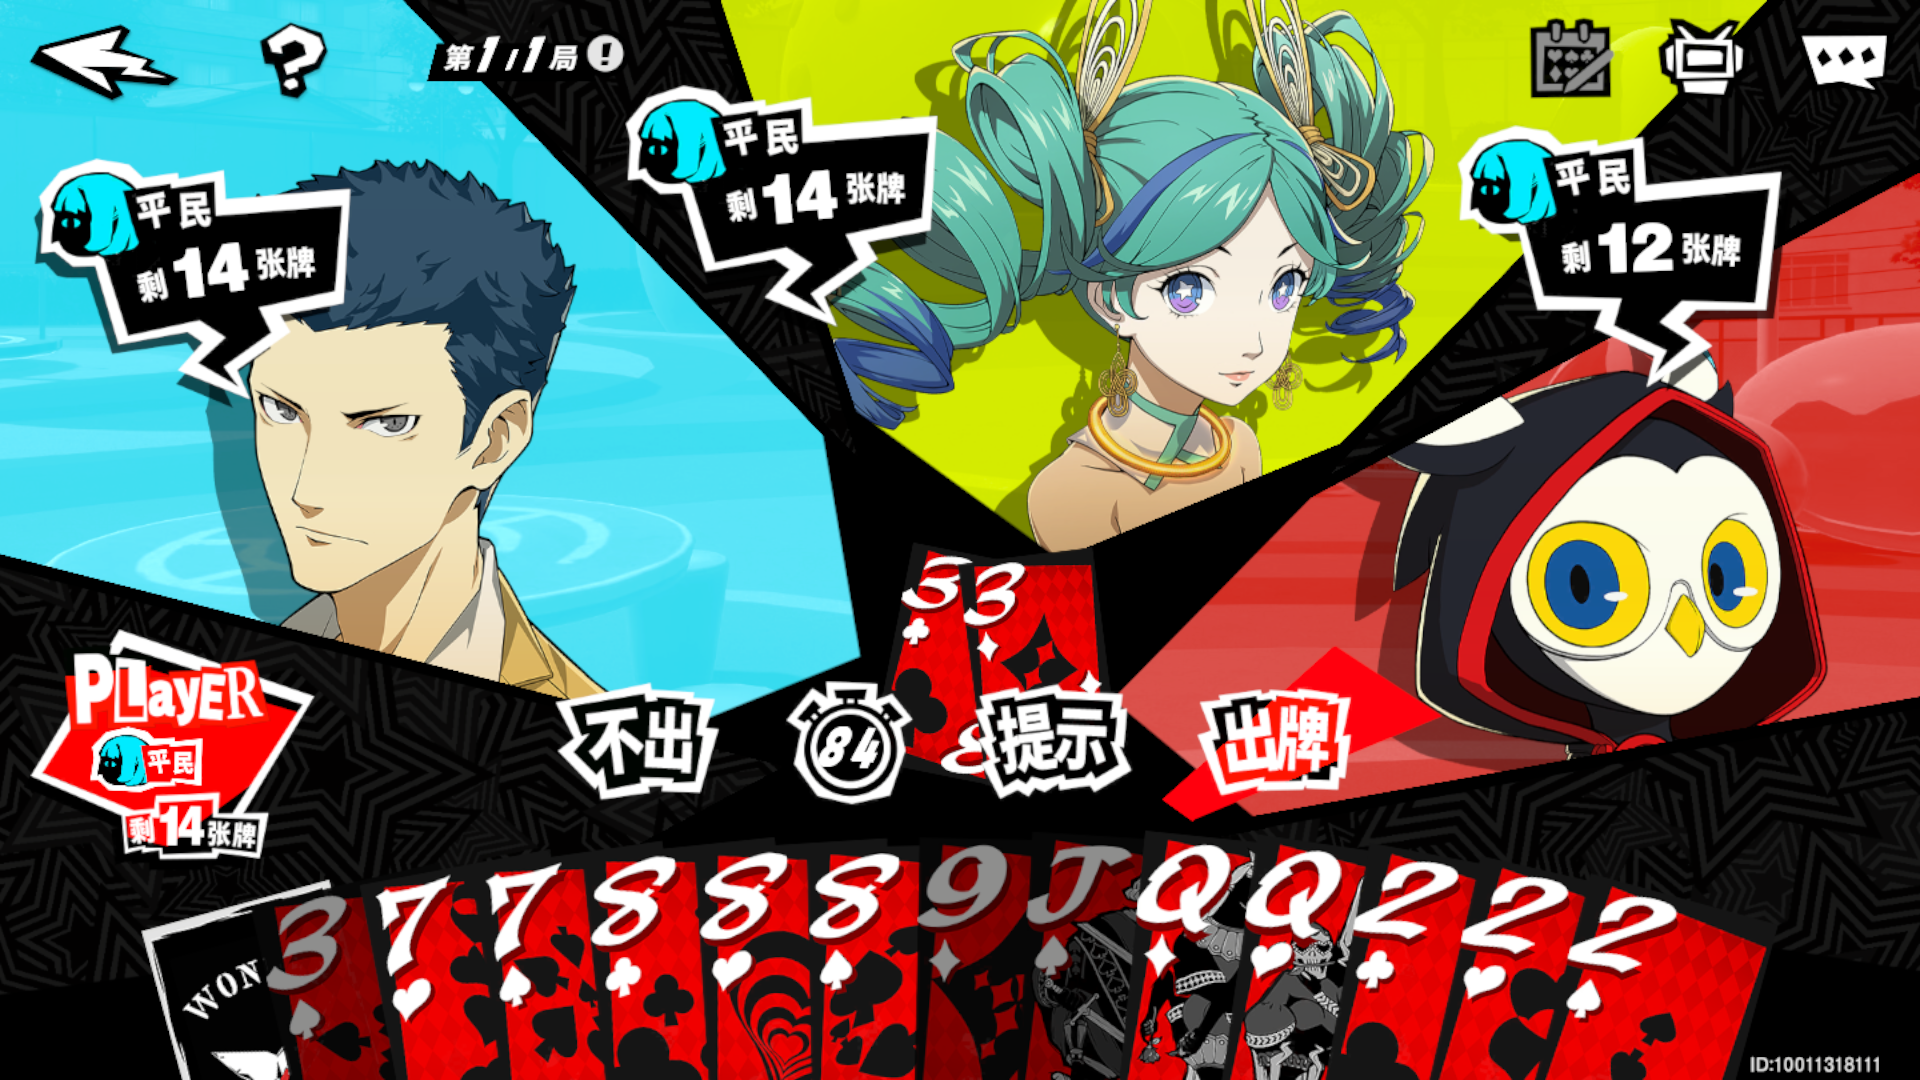 第1/1局 !
?
平民
剩14张牌
平民
剩14张牌
平民
剩12张牌
3 3
PLayER
平民
剩14张牌
不出
84
提示
出牌
WON
3 7 7 8 8 8 9 J Q Q 2 2 2
ID:10011318111